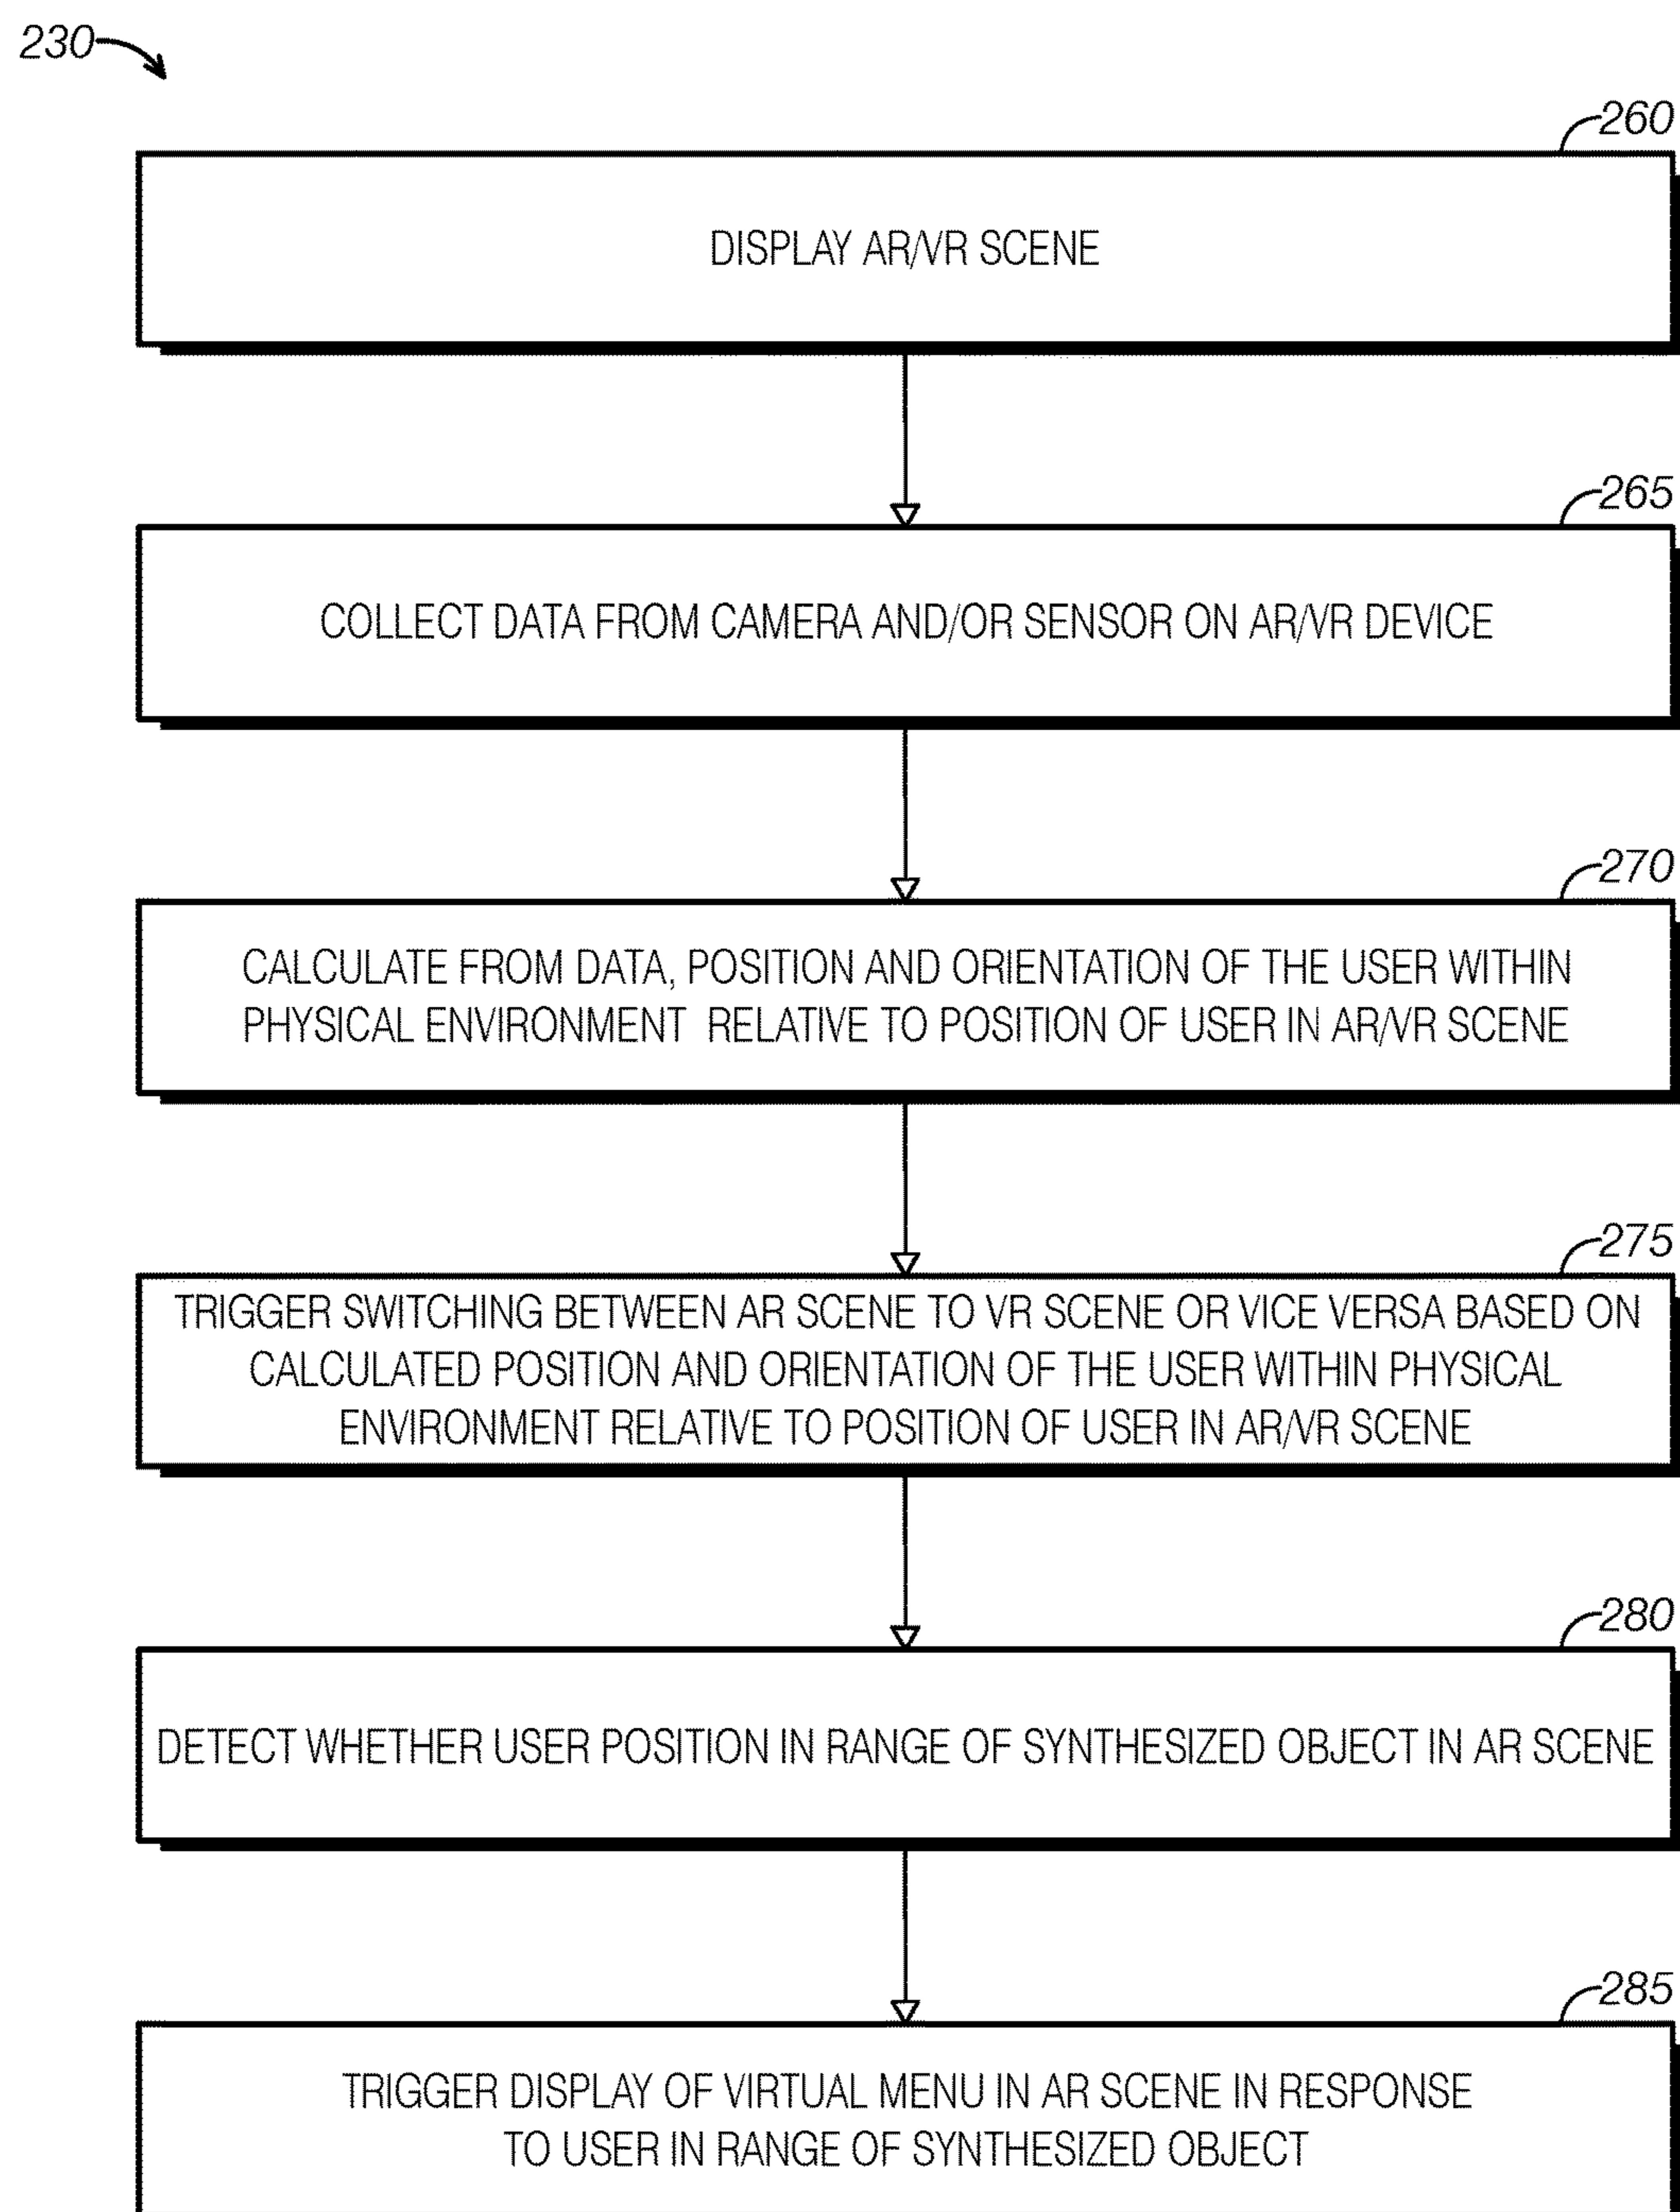 230
260
DISPLAY AR/VR SCENE
265
COLLECT DATA FROM CAMERA AND/OR SENSOR ON AR/VR DEVICE
270
CALCULATE FROM DATA, POSITION AND ORIENTATION OF THE USER WITHIN
PHYSICAL ENVIRONMENT RELATIVE TO POSITION OF USER IN AR/VR SCENE
275
TRIGGER SWITCHING BETWEEN AR SCENE TO VR SCENE OR VICE VERSA BASED ON
CALCULATED POSITION AND ORIENTATION OF THE USER WITHIN PHYSICAL
ENVIRONMENT RELATIVE TO POSITION OF USER IN AR/VR SCENE
280
DETECT WHETHER USER POSITION IN RANGE OF SYNTHESIZED OBJECT IN AR SCENE
285
TRIGGER DISPLAY OF VIRTUAL MENU IN AR SCENE IN RESPONSE
TO USER IN RANGE OF SYNTHESIZED OBJECT